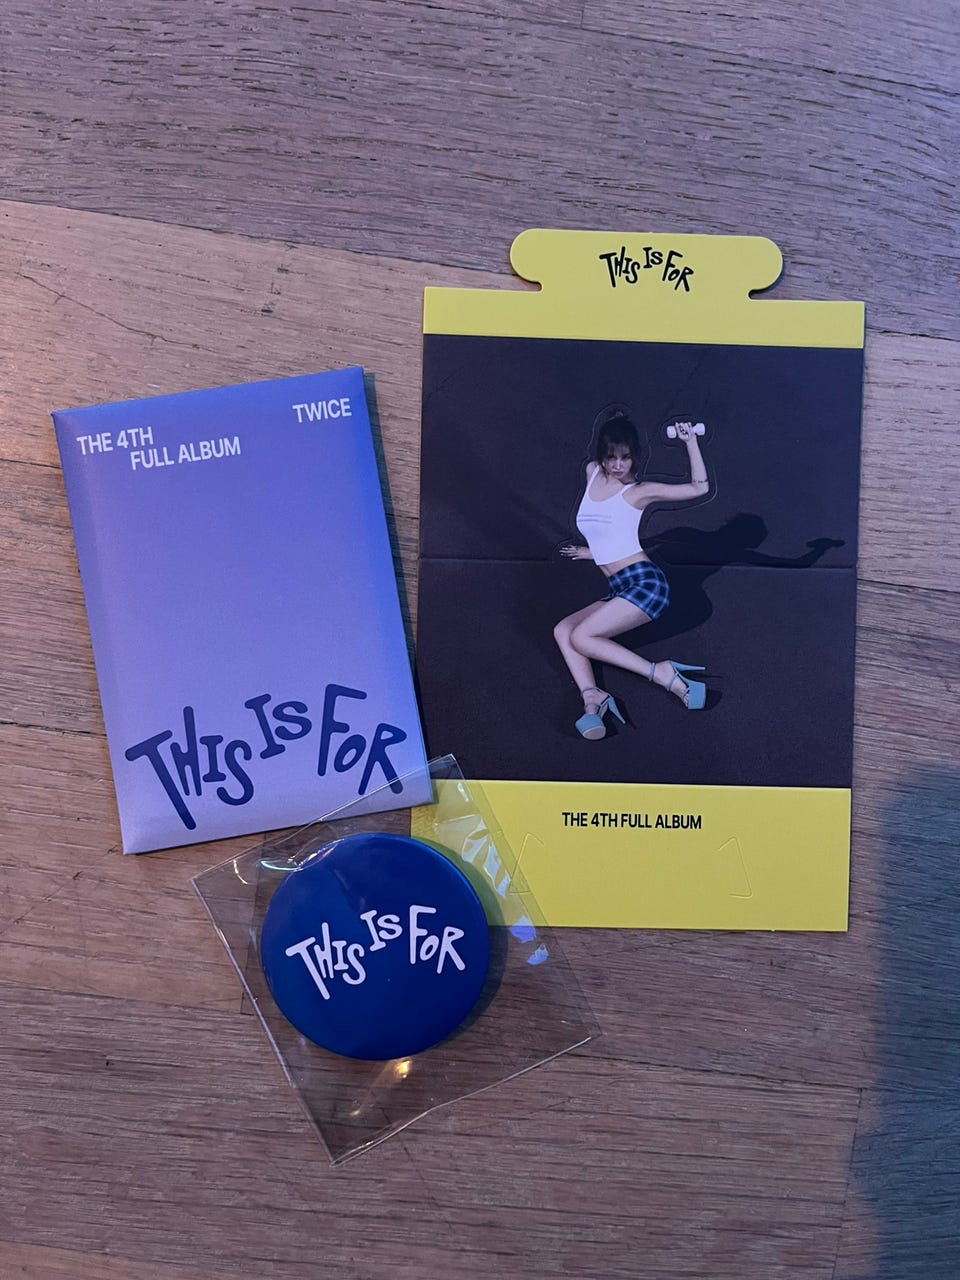 THE 4TH
FULL ALBUM
TWICE
THIS IS FOR
THIS IS FOR
THE 4TH FULL ALBUM
THIS IS FOR